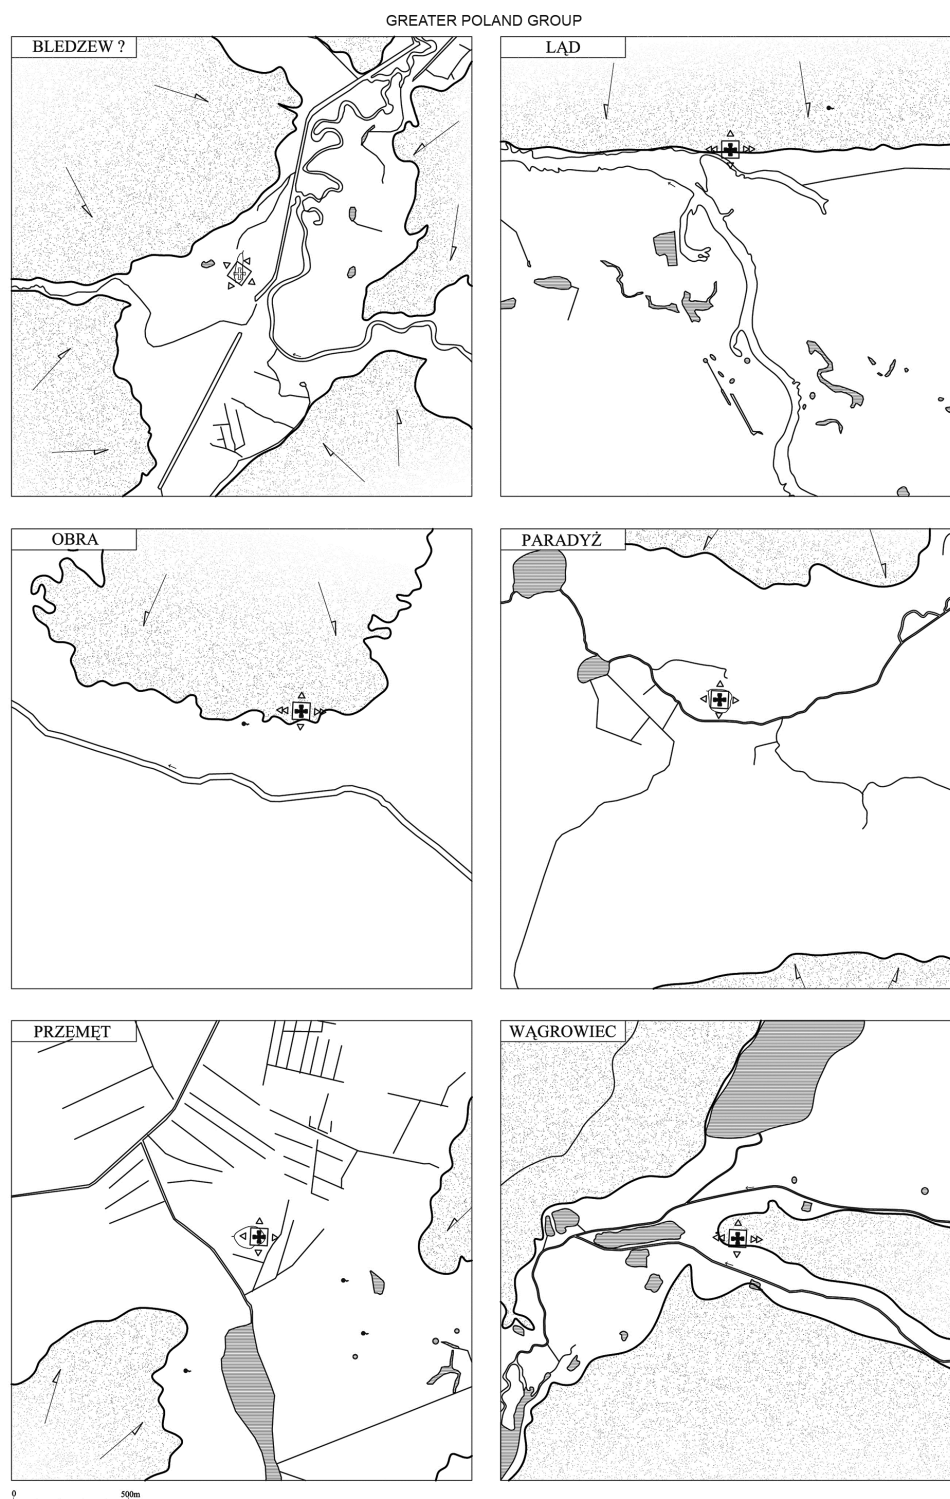 GREATER POLAND GROUP
BLEDZEW ?
LĄD
OBRA
PARADYŻ
PRZEMĘT
WĄGROWIEC
0 500m